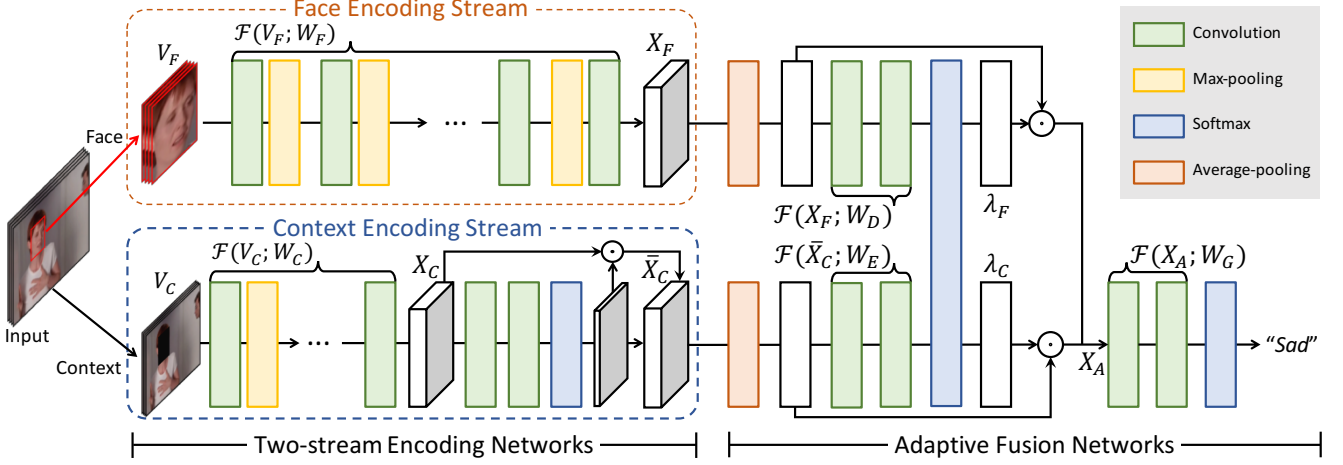 Face Encoding Stream
𝓕(V_F; W_F)
V_F
X_F
Face
Convolution
Max-pooling
Softmax
Average-pooling
𝓕(X_F; W_D)
λ_F
Input
Context
Context Encoding Stream
𝓕(V_C; W_C)
V_C
X_C
X̄_C
...
...
𝓕(X̄_C; W_E)
λ_C
𝓕(X_A; W_G)
X_A
“Sad”
Two-stream Encoding Networks
Adaptive Fusion Networks